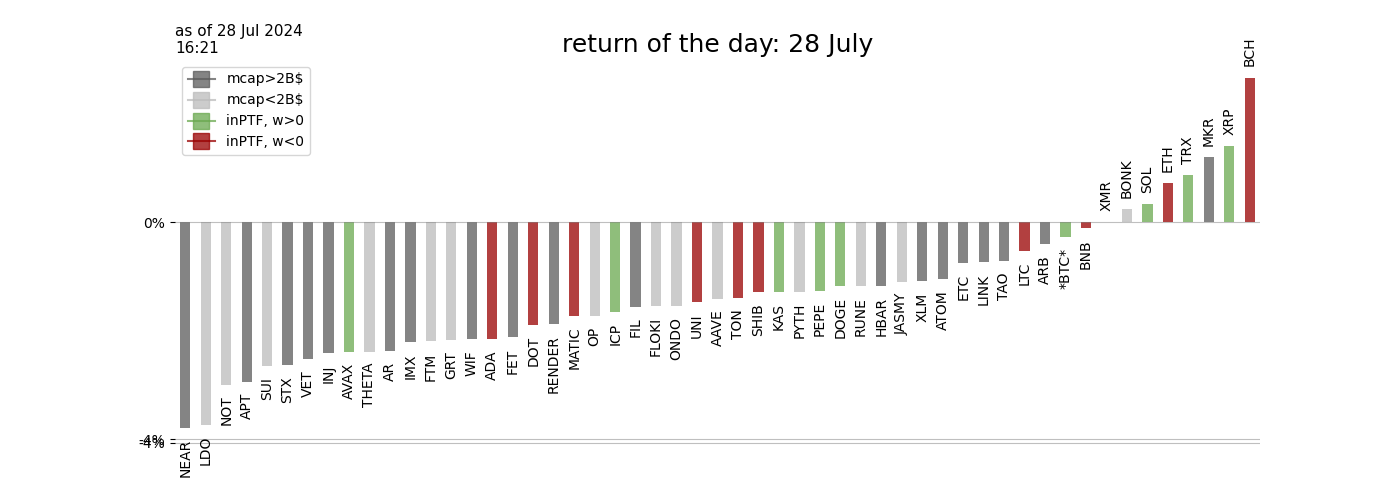 as of 28 Jul 2024
16:21
return of the day: 28 July
mcap>2B$
mcap<2B$
inPTF, w>0
inPTF, w<0
0%
-4%
-4%
NEAR
LDO
NOT
APT
SUI
STX
VET
INJ
AVAX
THETA
AR
IMX
FTM
GRT
WIF
ADA
FET
DOT
RENDER
MATIC
OP
ICP
FIL
FLOKI
ONDO
UNI
AAVE
TON
SHIB
KAS
PYTH
PEPE
DOGE
RUNE
HBAR
JASMY
XLM
ATOM
ETC
LINK
TAO
LTC
ARB
*BTC*
BNB
XMR
BONK
SOL
ETH
TRX
MKR
XRP
BCH